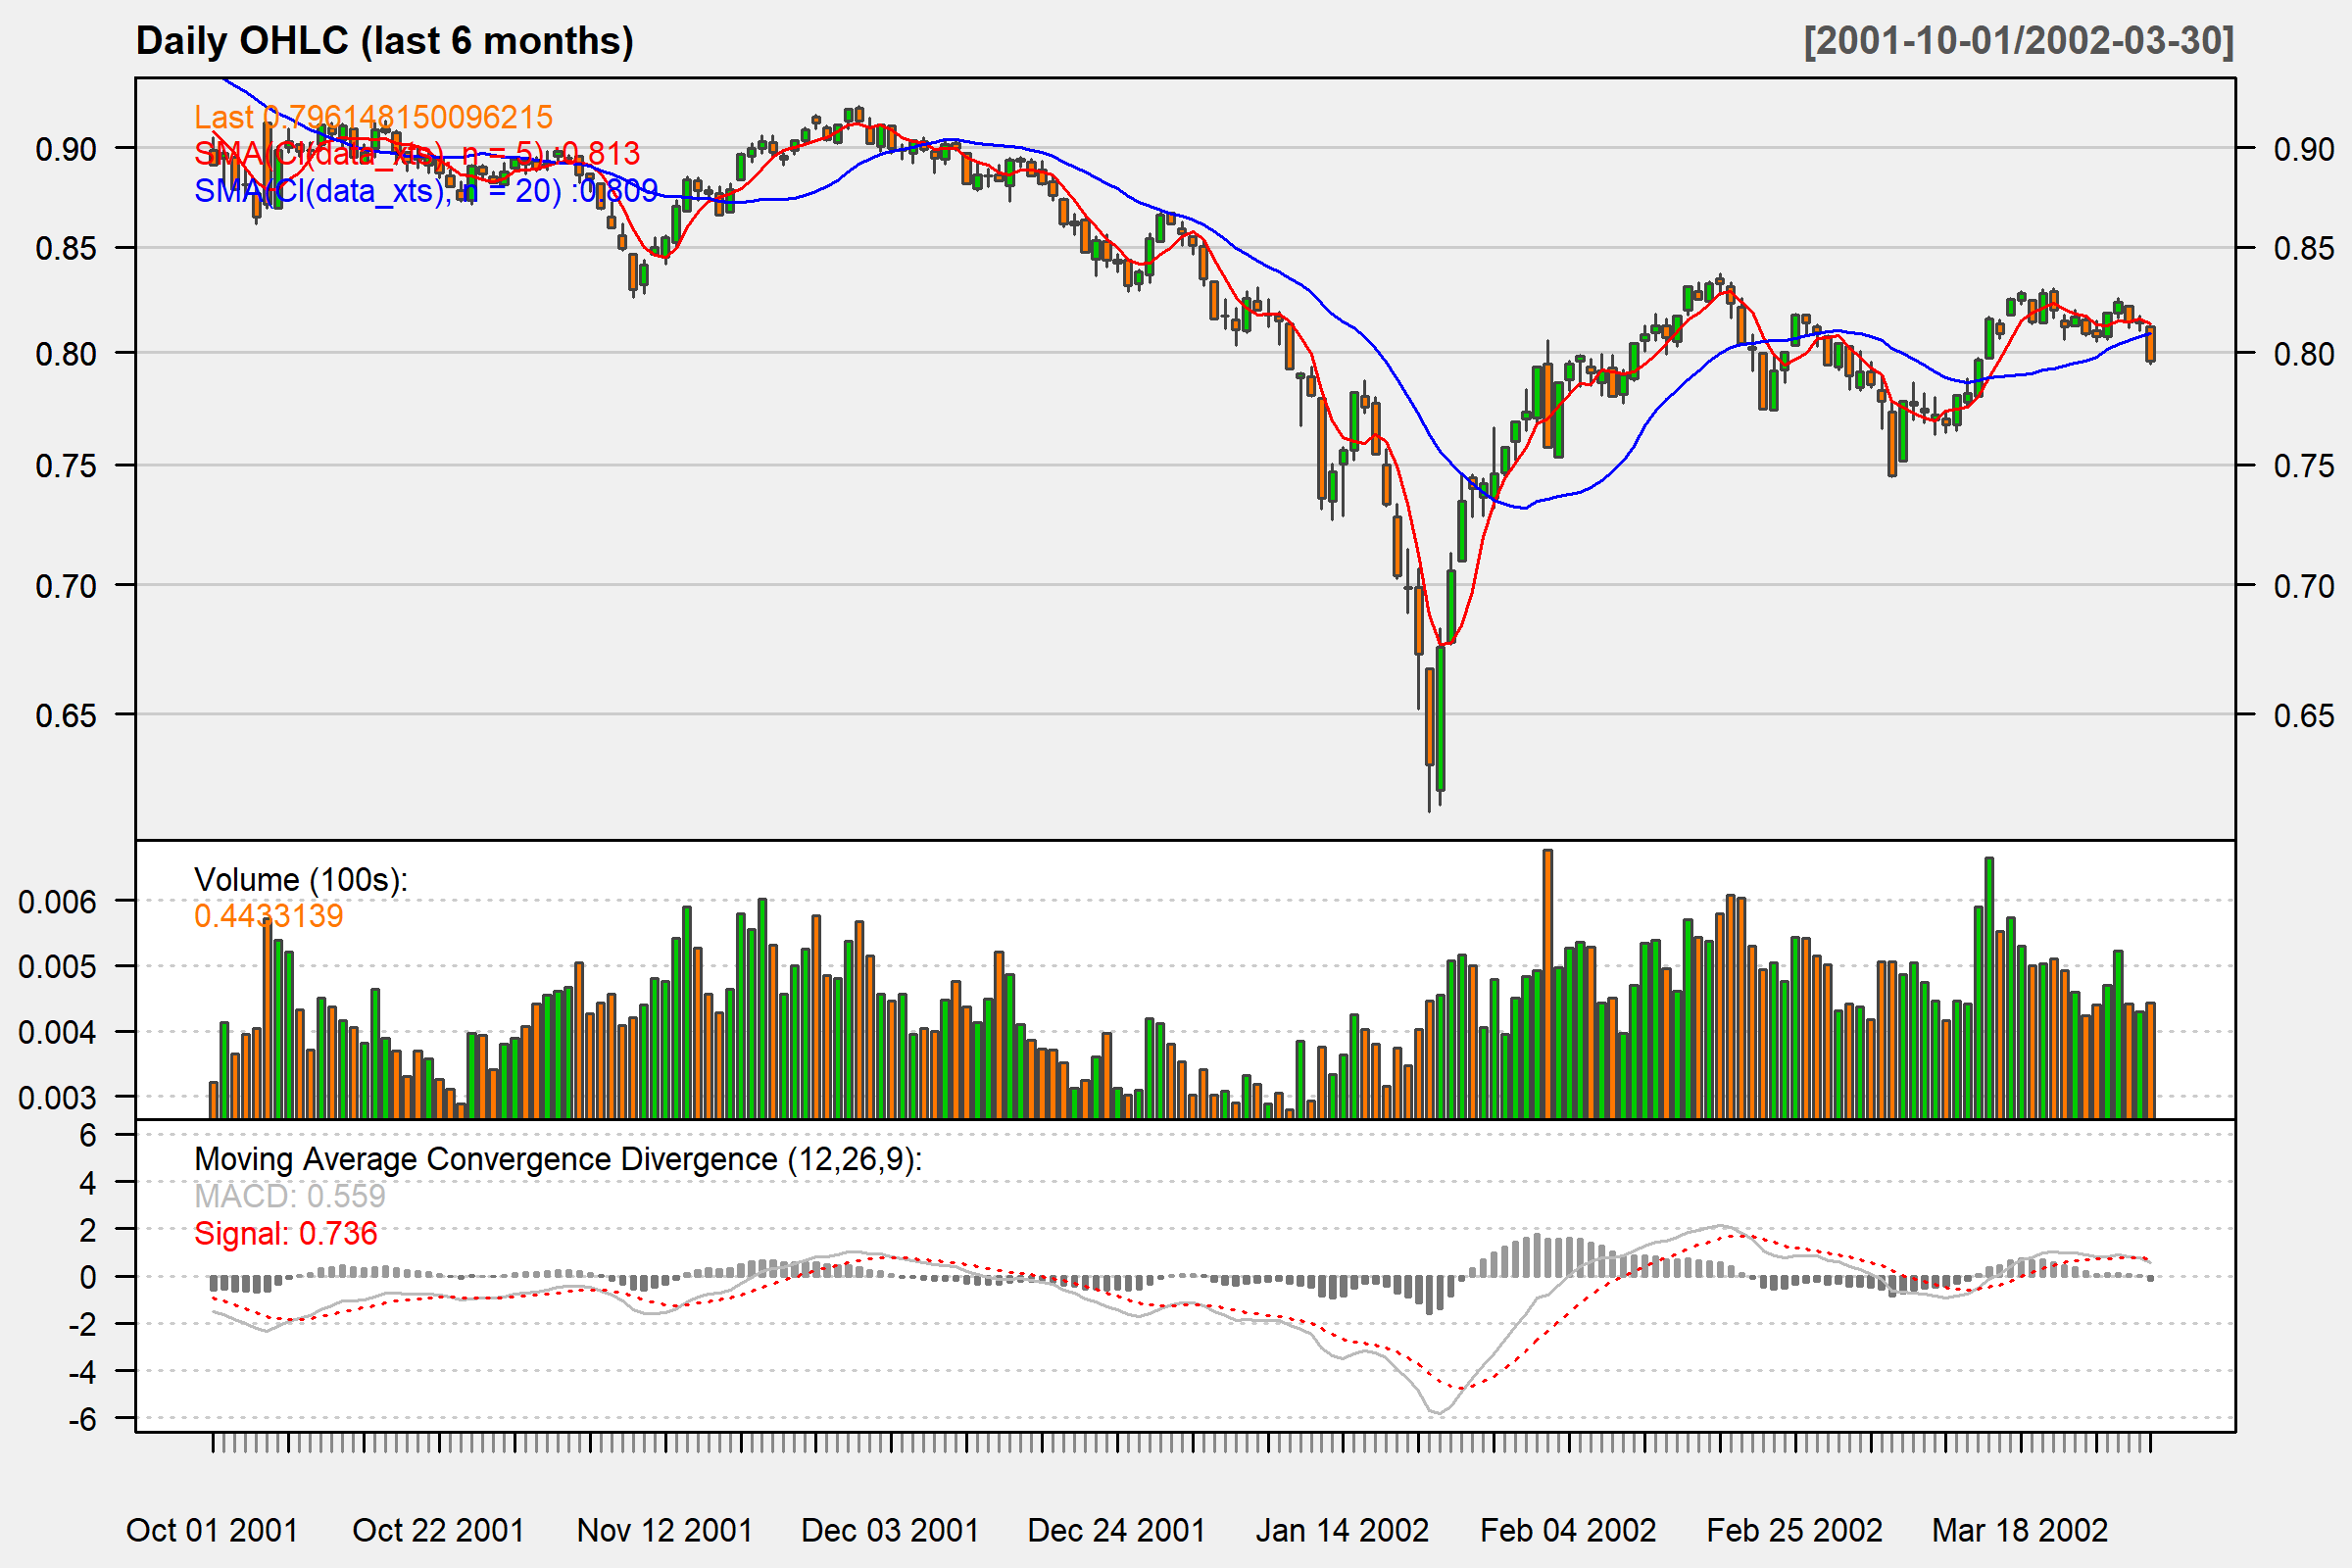 Daily OHLC (last 6 months) [2001-10-01/2002-03-30]
Last 0.796148150096215
SMA(Cl(data_xts), n = 5) :0.813
SMA(Cl(data_xts), n = 20) :0.809
0.90 0.90
0.85 0.85
0.80 0.80
0.75 0.75
0.70 0.70
0.65 0.65
Volume (100s):
0.4433139
0.006
0.005
0.004
0.003
Moving Average Convergence Divergence (12,26,9):
MACD: 0.559
Signal: 0.736
6
4
2
0
-2
-4
-6
Oct 01 2001 Oct 22 2001 Nov 12 2001 Dec 03 2001 Dec 24 2001 Jan 14 2002 Feb 04 2002 Feb 25 2002 Mar 18 2002